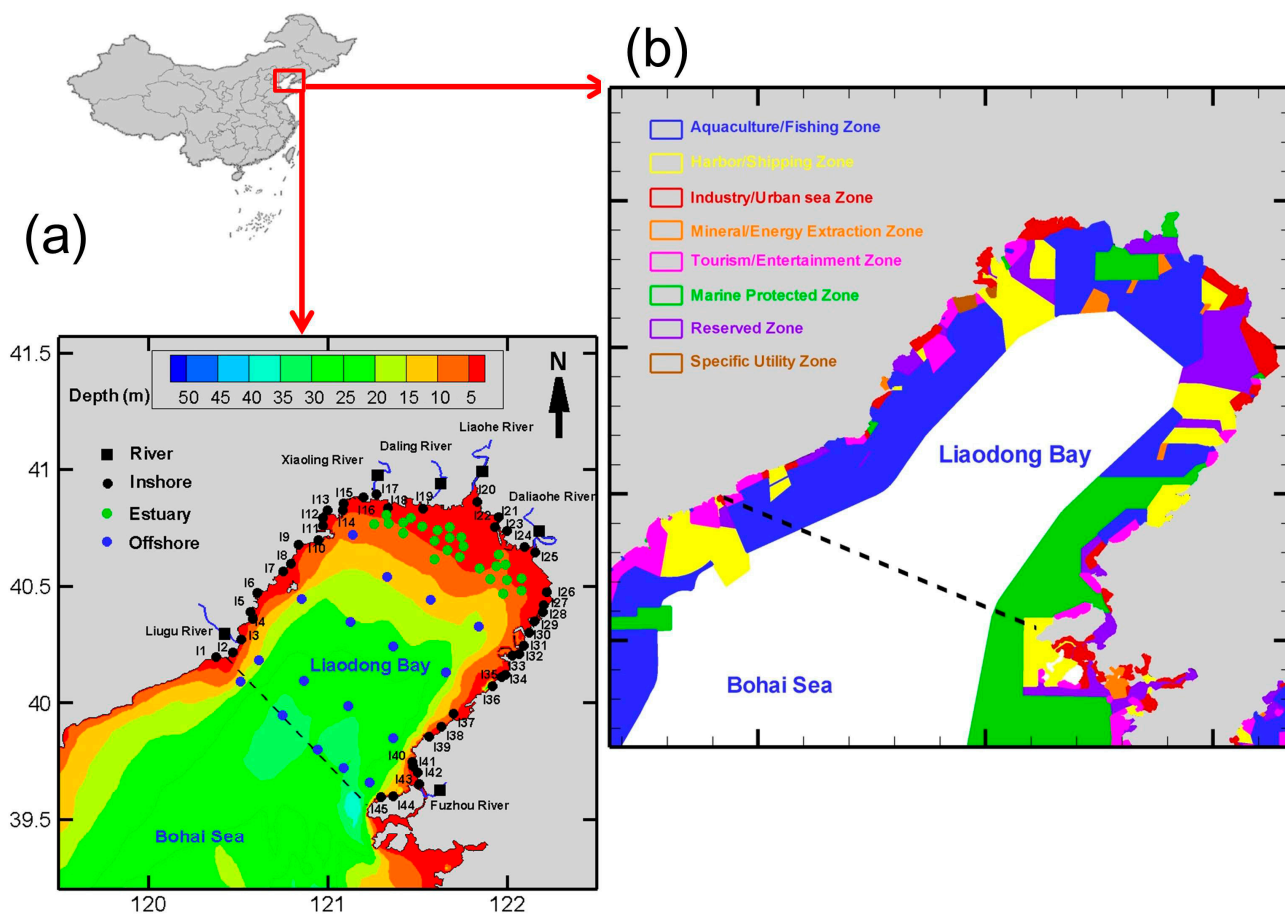 (a)
(b)
41.5
41
40.5
40
39.5
120
121
122
50 45 40 35 30 25 20 15 10 5
Depth (m)
N
River
Inshore
Estuary
Offshore
Liaohe River
Daling River
Xiaoling River
Daliaohe River
Liugu River
Fuzhou River
Liaodong Bay
Bohai Sea
I1
I2
I3
I4
I5
I6
I7
I8
I9
I10
I11
I12
I13
I14
I15
I16
I17
I18
I19
I20
I21
I22
I23
I24
I25
I26
I27
I28
I29
I30
I31
I32
I33
I34
I35
I36
I37
I38
I39
I40
I41
I42
I43
I44
I45
Aquaculture/Fishing Zone
Harbor/Shipping Zone
Industry/Urban sea Zone
Mineral/Energy Extraction Zone
Tourism/Entertainment Zone
Marine Protected Zone
Reserved Zone
Specific Utility Zone
Liaodong Bay
Bohai Sea